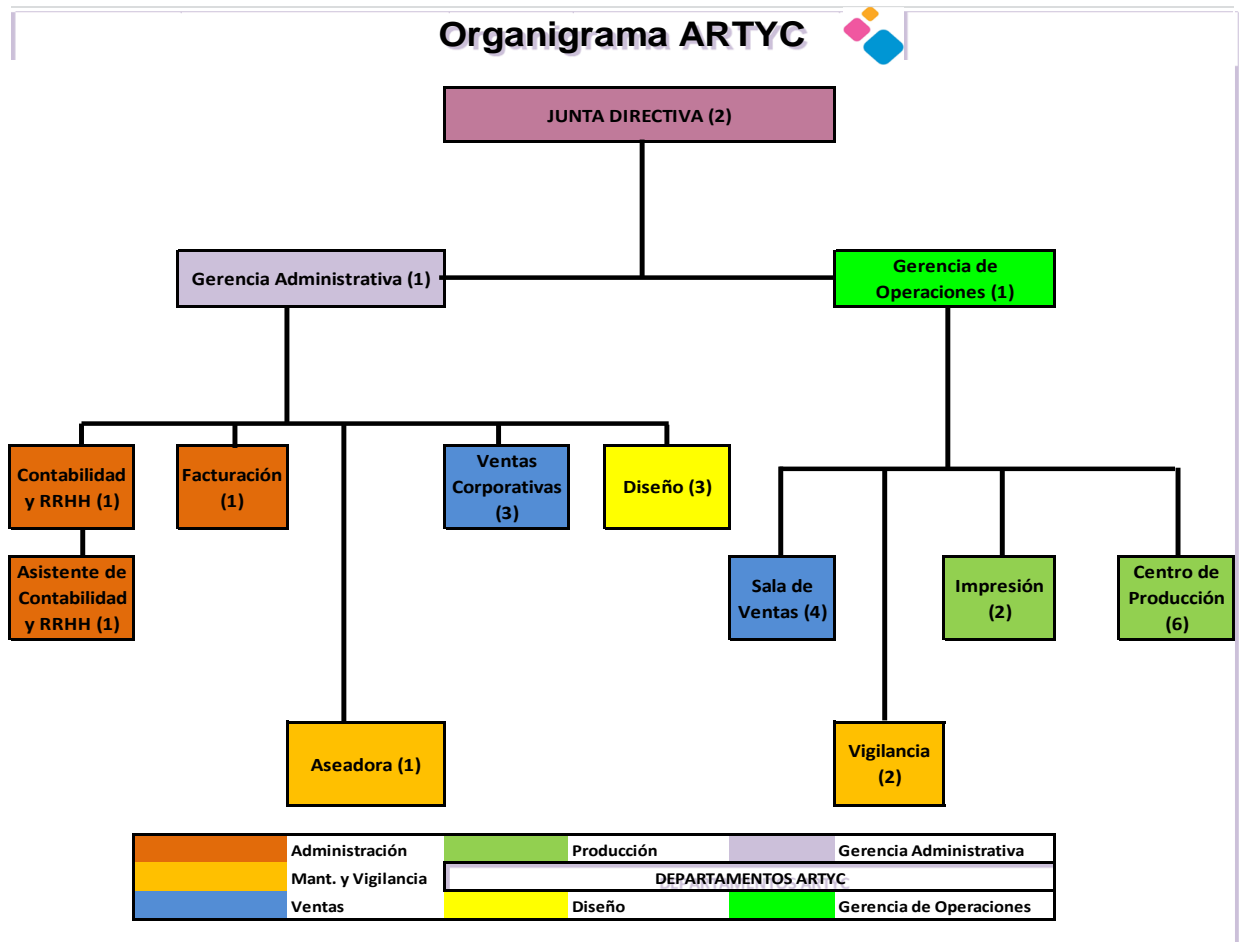 Organigrama ARTYC
JUNTA DIRECTIVA (2)
Gerencia Administrativa (1)
Gerencia de
Operaciones (1)
Contabilidad
y RRHH (1)
Facturación
(1)
Ventas
Corporativas
(3)
Diseño (3)
Asistente de
Contabilidad
y RRHH (1)
Sala de
Ventas (4)
Impresión
(2)
Centro de
Producción
(6)
Aseadora (1)
Vigilancia
(2)
Administración
Producción
Gerencia Administrativa
Mant. y Vigilancia
DEPARTAMENTOS ARTYC
Ventas
Diseño
Gerencia de Operaciones